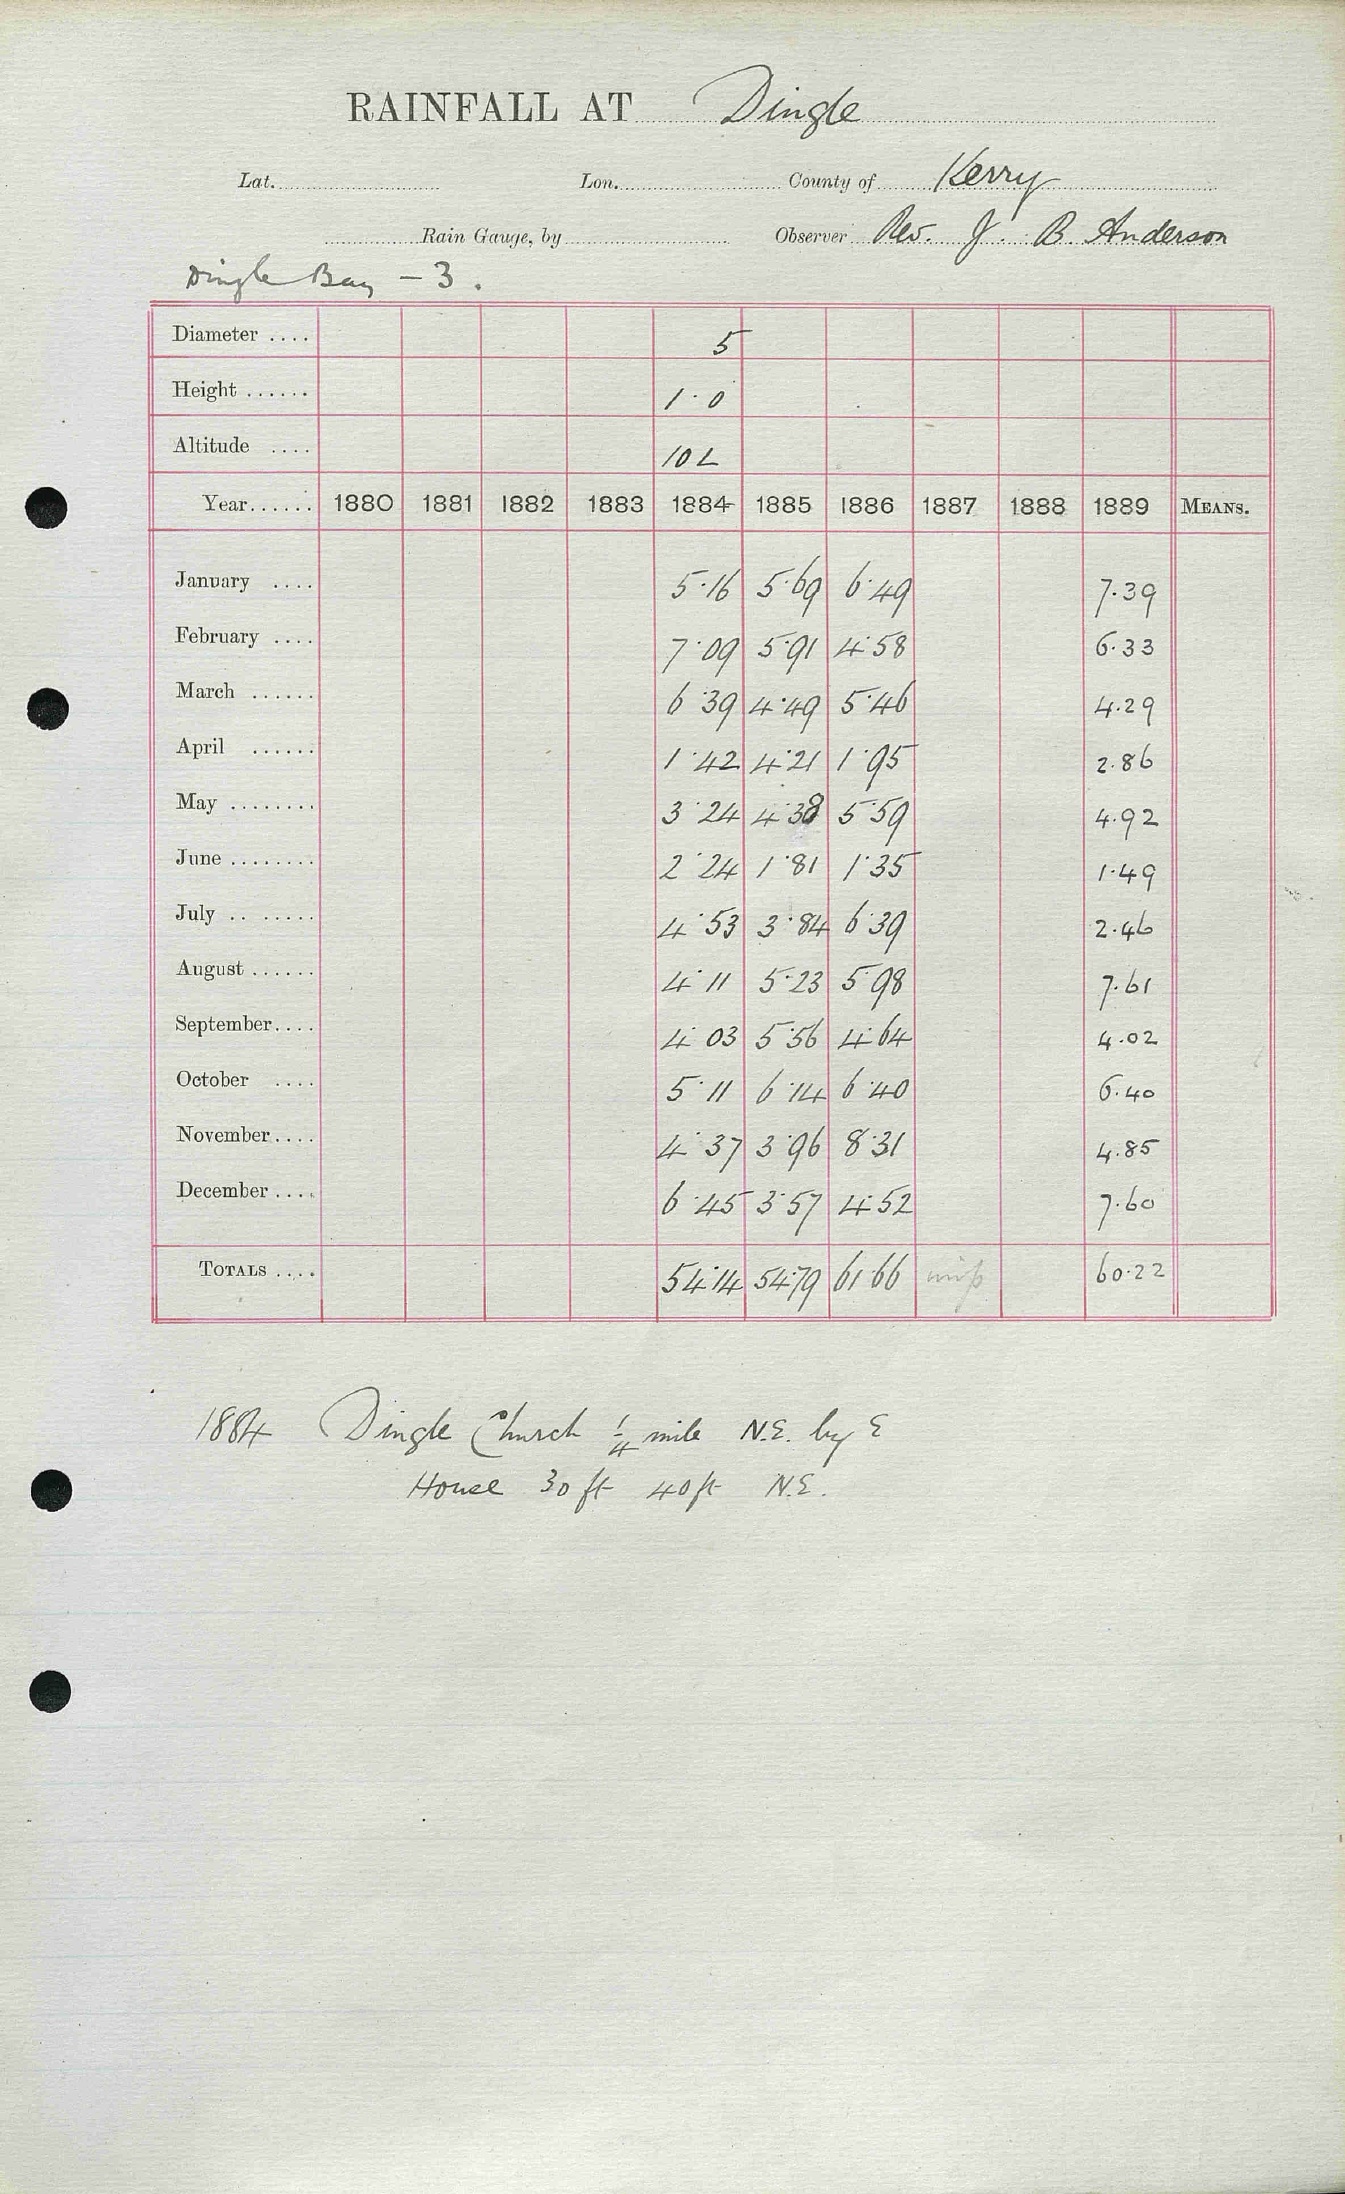 RAINFALL AT Dingle
Lat. Lon. County of Kerry
Rain Gauge, by Observer Rev. J. B. Anderson
Dingle Bay - 3.
Diameter .... 5
Height ...... 1·0
Altitude .... 10 L
Year...... 1880 1881 1882 1883 1884 1885 1886 1887 1888 1889 MEANS.
January .... 5·16 5·69 6·49 7.39
February .... 7·09 5·91 4·58 6.33
March ...... 6·39 4·49 5·46 4.29
April ...... 1·42 4·21 1·95 2.86
May ........ 3·24 4·38 5·59 4.92
June ........ 2·24 1·81 1·35 1.49
July .. ..... 4·53 3·84 6·39 2.46
August ...... 4·11 5·23 5·98 7.61
September.... 4·03 5·56 4·64 4.02
October .... 5·11 6·14 6·40 6.40
November.... 4·37 3·96 8·31 4.85
December.... 6·45 3·57 4·52 7.60
TOTALS .... 54·14 54·79 61·66 60.22
1884 Dingle Church 1/4 mile N.E. by E
House 30 ft 40 ft N.E.